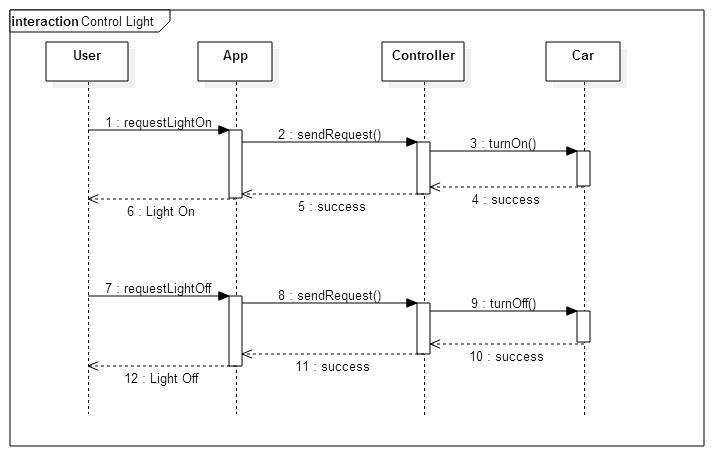 interaction Control Light
User
App
Controller
Car
1 : requestLightOn
2 : sendRequest()
3 : turnOn()
4 : success
5 : success
6 : Light On
7 : requestLightOff
8 : sendRequest()
9 : turnOff()
10 : success
11 : success
12 : Light Off